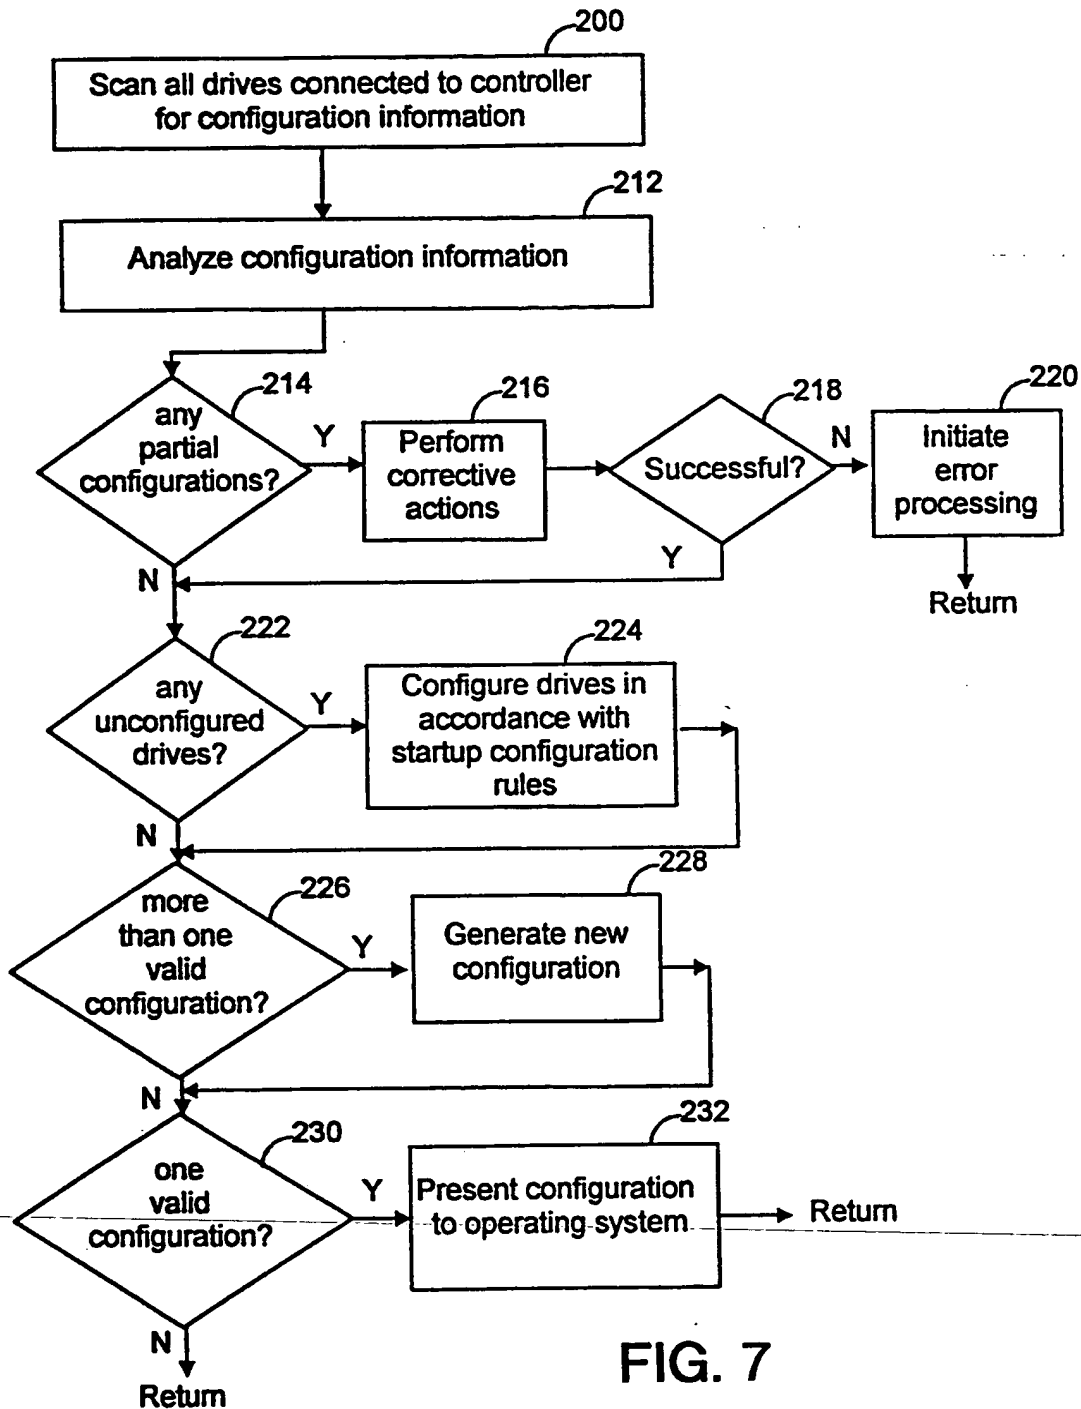 200
Scan all drives connected to controller
for configuration information
212
Analyze configuration information
214
any
partial
configurations?
Y
216
Perform
corrective
actions
218
Successful?
N
220
Initiate
error
processing
Return
Y
N
222
any
unconfigured
drives?
Y
224
Configure drives in
accordance with
startup configuration
rules
N
226
more
than one
valid
configuration?
Y
228
Generate new
configuration
N
230
one
valid
configuration?
Y
232
Present configuration
to operating system
Return
N
Return
FIG. 7